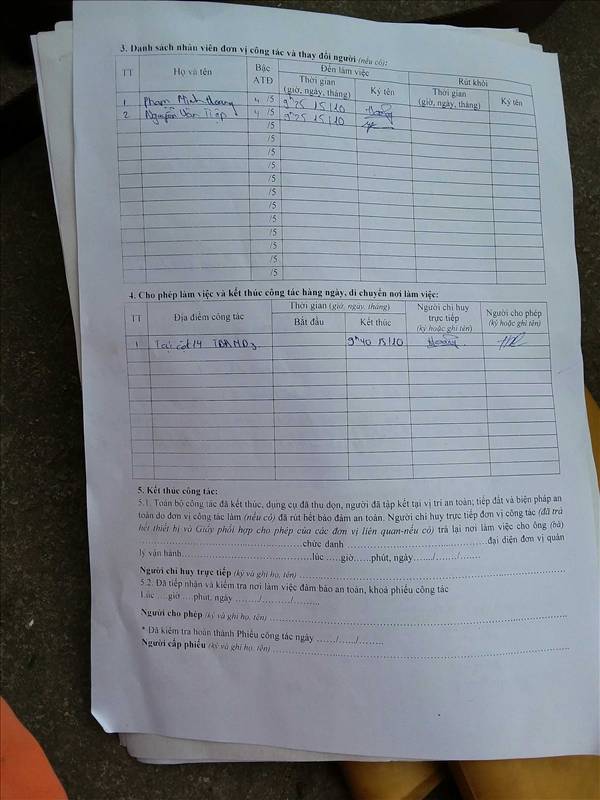 3. Danh sách nhân viên đơn vị công tác và thay đổi người (nếu có):
TT Họ và tên Bậc ATĐ Đến làm việc Rút khỏi
Thời gian (giờ, ngày, tháng) Ký tên Thời gian (giờ, ngày, tháng) Ký tên
1 Phạm Minh Hoàng 4 /5 9h25 15/10 Hoàng
2 Nguyễn Văn Tiệp 4 /5 9h25 15/10
/5
/5
/5
/5
/5
/5
/5
/5
/5
/5
/5
/5
4. Cho phép làm việc và kết thúc công tác hàng ngày, di chuyển nơi làm việc:
TT Địa điểm công tác Thời gian (giờ, ngày, tháng) Người chỉ huy trực tiếp (ký hoặc ghi tên) Người cho phép (ký hoặc ghi tên)
Bắt đầu Kết thúc
1 Tại cột 14 TBA MD3 9h40 15/10 Hoàng
5. Kết thúc công tác:
5.1. Toàn bộ công tác đã kết thúc, dụng cụ đã thu dọn, người đã tập kết tại vị trí an toàn; tiếp đất và biện pháp an
toàn do đơn vị công tác làm (nếu có) đã rút hết bảo đảm an toàn. Người chỉ huy trực tiếp đơn vị công tác (đã trả
hết thiết bị và Giấy phối hợp cho phép của các đơn vị liên quan-nếu có) trả lại nơi làm việc cho ông (bà)
........................................chức danh ........................................đại diện đơn vị quản
lý vận hành........................................lúc .....giờ......phút, ngày......./......./.......
Người chỉ huy trực tiếp (ký và ghi họ, tên) ........................................
5.2. Đã tiếp nhận và kiểm tra nơi làm việc đảm bảo an toàn, khoá phiếu công tác
Lúc ....giờ ....phút, ngày ......../......../........
Người cho phép (ký và ghi họ, tên) ........................................
* Đã kiểm tra hoàn thành Phiếu công tác ngày ....../....../........
Người cấp phiếu (ký và ghi họ, tên) ........................................